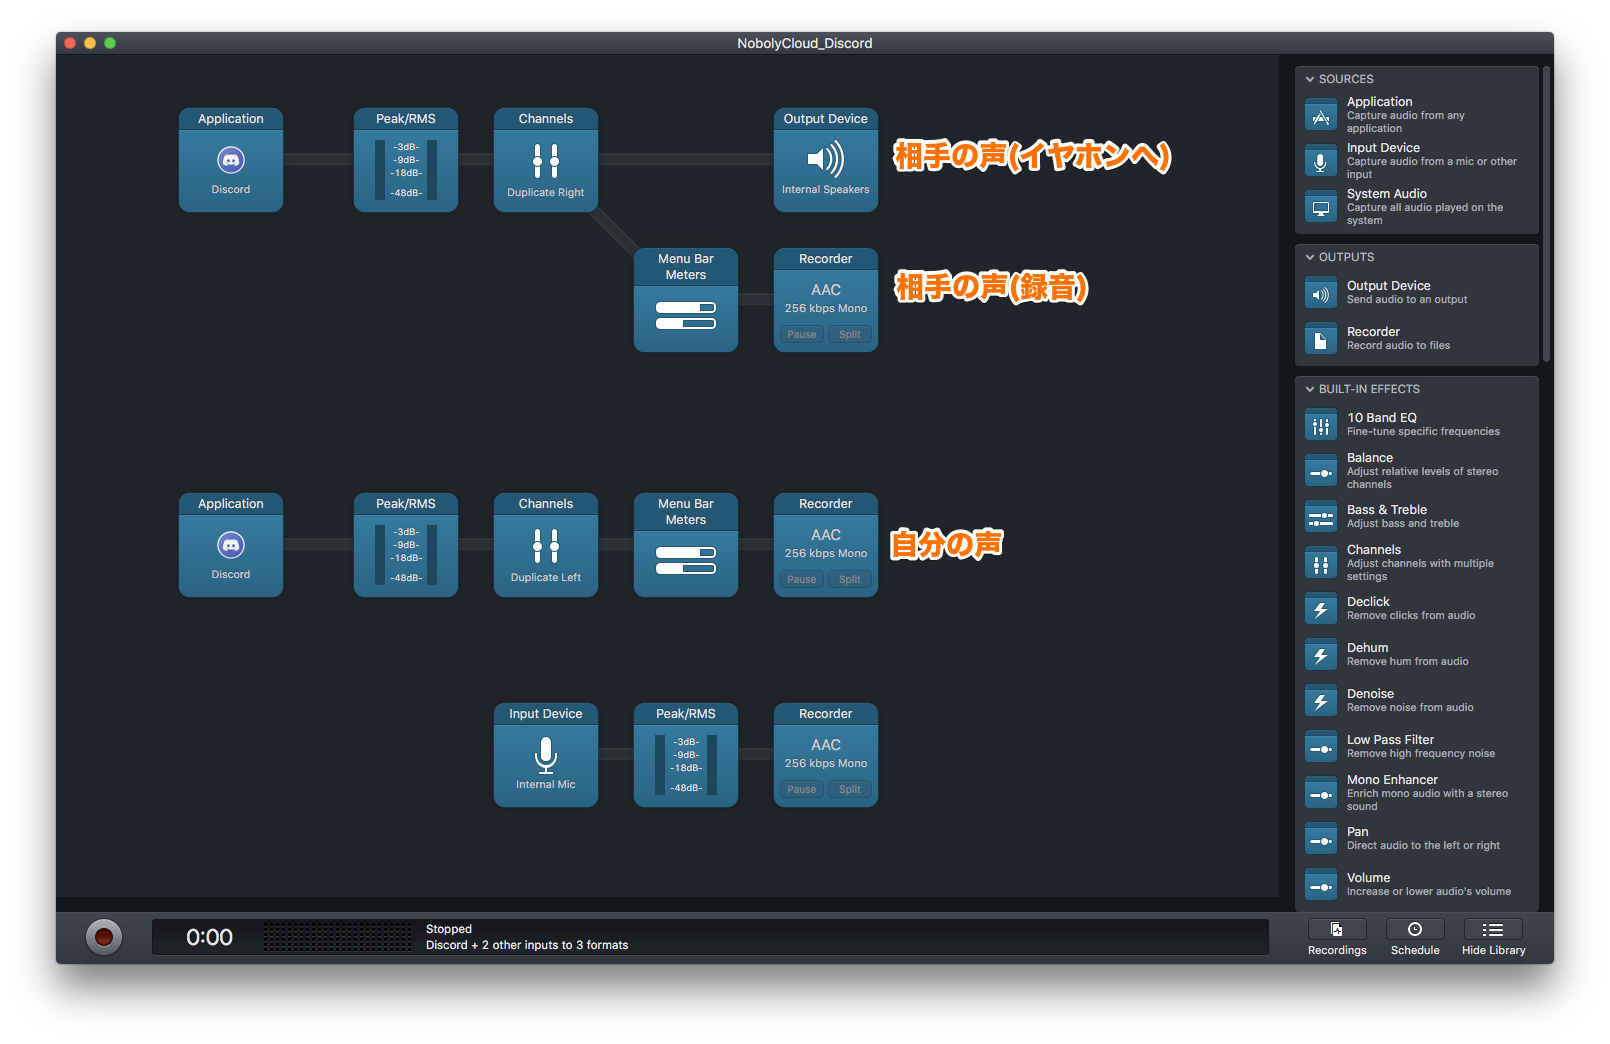 NobolyCloud_Discord
Application
Discord
Peak/RMS
-3dB-
-9dB-
-18dB-
-48dB-
Channels
Duplicate Right
Output Device
Internal Speakers
相手の声(イヤホンへ)
Menu Bar
Meters
Recorder
AAC
256 kbps Mono
Pause
Split
相手の声(録音)
Application
Discord
Peak/RMS
-3dB-
-9dB-
-18dB-
-48dB-
Channels
Duplicate Left
Menu Bar
Meters
Recorder
AAC
256 kbps Mono
Pause
Split
自分の声
Input Device
Internal Mic
Peak/RMS
-3dB-
-9dB-
-18dB-
-48dB-
Recorder
AAC
256 kbps Mono
Pause
Split
SOURCES
Application
Capture audio from any
application
Input Device
Capture audio from a mic or other
input
System Audio
Capture all audio played on the
system
OUTPUTS
Output Device
Send audio to an output
Recorder
Record audio to files
BUILT-IN EFFECTS
10 Band EQ
Fine-tune specific frequencies
Balance
Adjust relative levels of stereo
channels
Bass & Treble
Adjust bass and treble
Channels
Adjust channels with multiple
settings
Declick
Remove clicks from audio
Dehum
Remove hum from audio
Denoise
Remove noise from audio
Low Pass Filter
Remove high frequency noise
Mono Enhancer
Enrich mono audio with a stereo
sound
Pan
Direct audio to the left or right
Volume
Increase or lower audio's volume
0:00
Stopped
Discord + 2 other inputs to 3 formats
Recordings
Schedule
Hide Library